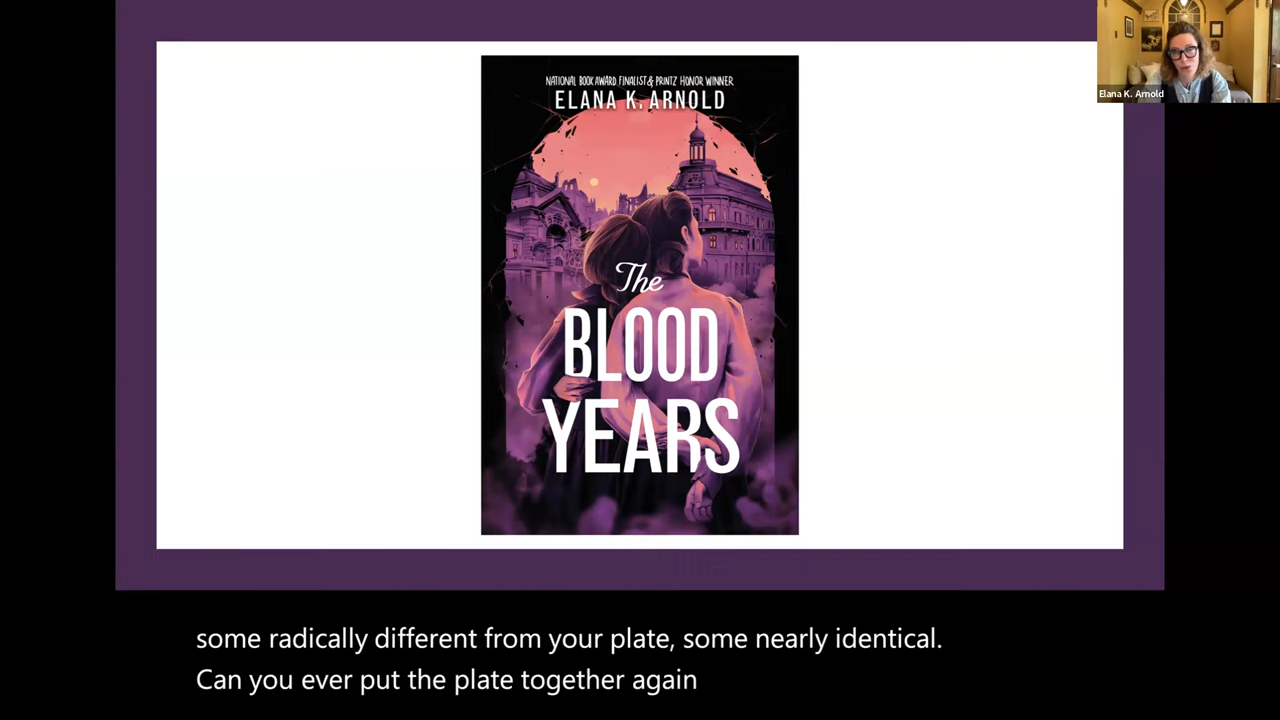 NATIONAL BOOK AWARD FINALIST & PRINTZ HONOR WINNER
ELANA K. ARNOLD
The
BLOOD
YEARS
Elana K. Arnold
some radically different from your plate, some nearly identical.
Can you ever put the plate together again